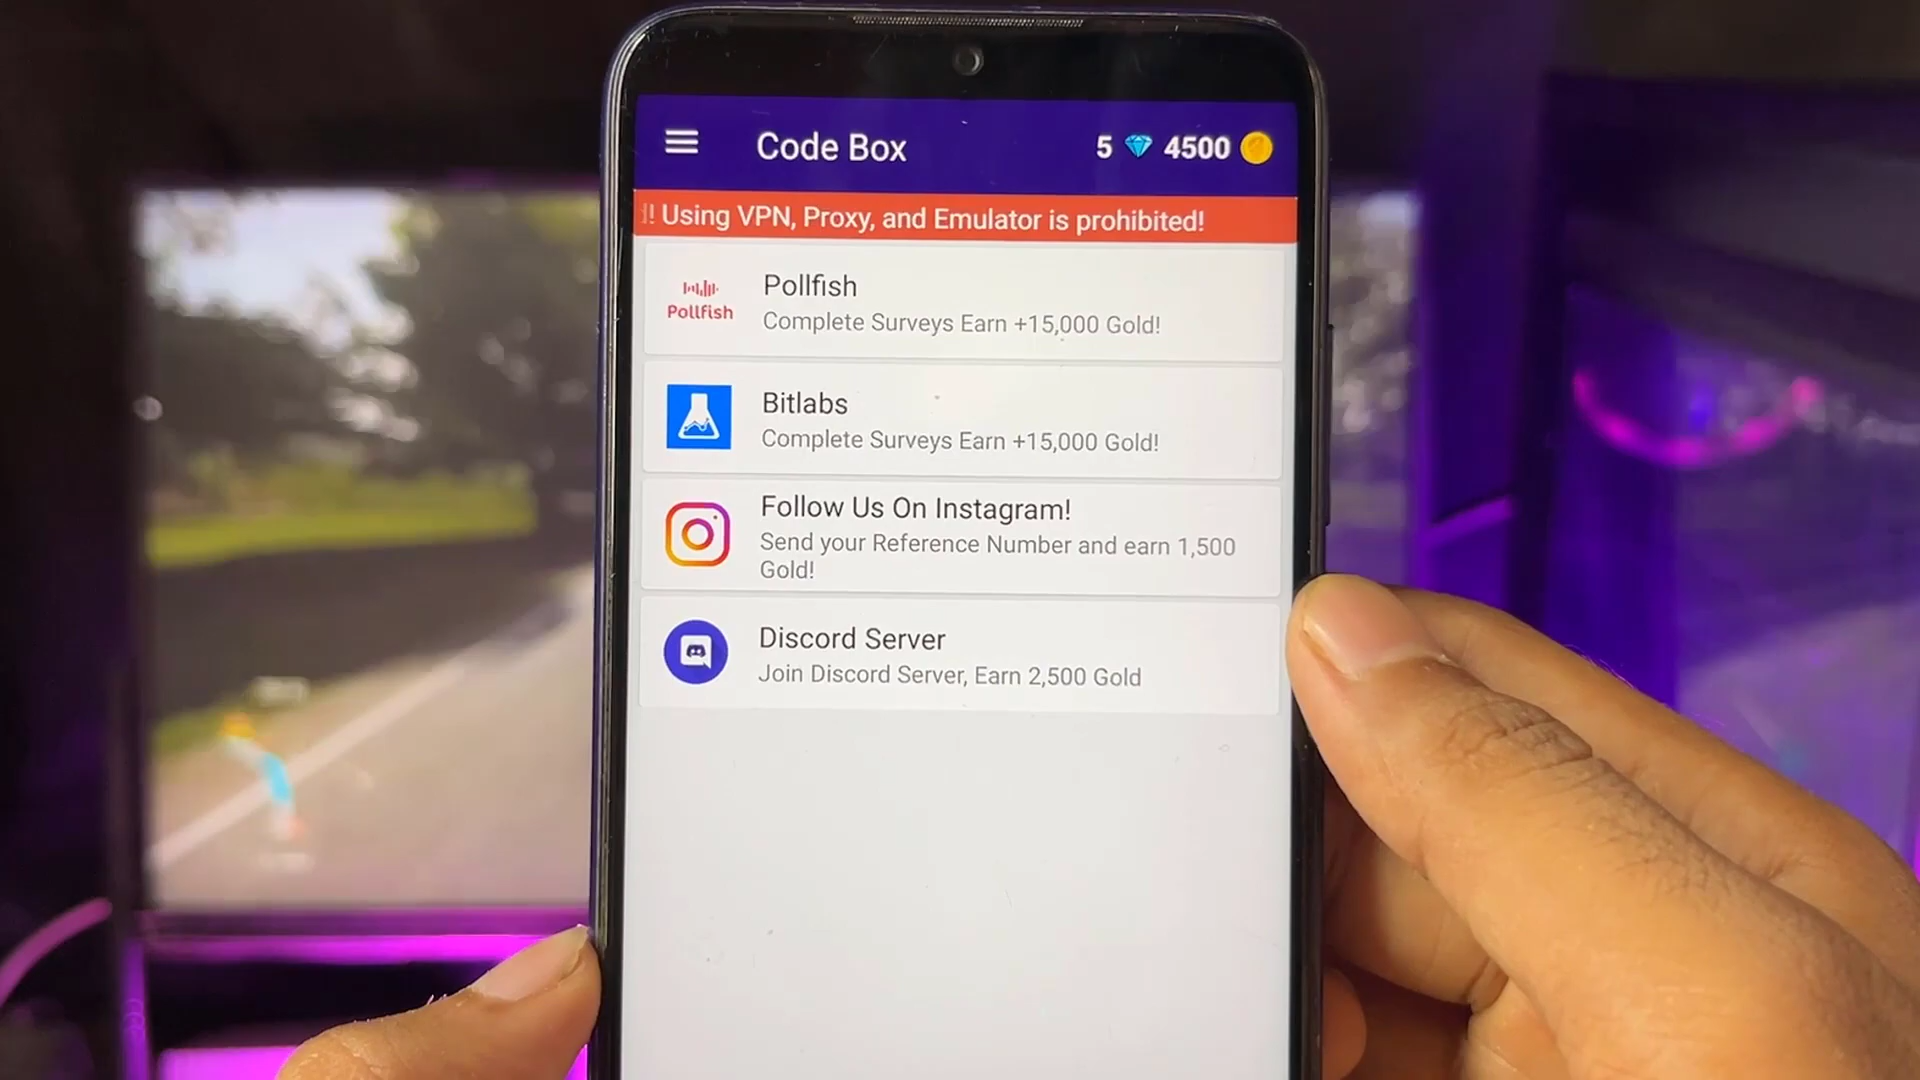 Code Box
5 4500
! Using VPN, Proxy, and Emulator is prohibited!
Pollfish
Pollfish
Complete Surveys Earn +15,000 Gold!
Bitlabs
Complete Surveys Earn +15,000 Gold!
Follow Us On Instagram!
Send your Reference Number and earn 1,500
Gold!
Discord Server
Join Discord Server, Earn 2,500 Gold